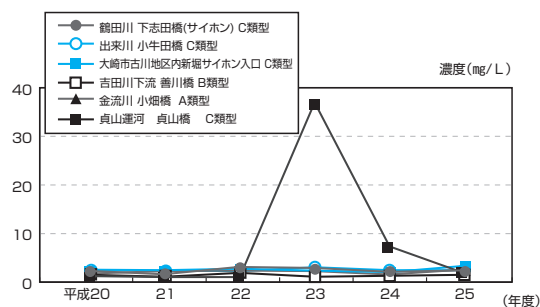 鶴田川 下志田橋(サイホン) C類型
出来川 小牛田橋 C類型
大崎市古川地区内新堀サイホン入口 C類型
吉田川下流 善川橋 B類型
金流川 小畑橋 A類型
貞山運河 貞山橋 C類型
濃度(mg/L)
40
30
20
10
0
平成20 21 22 23 24 25
(年度)